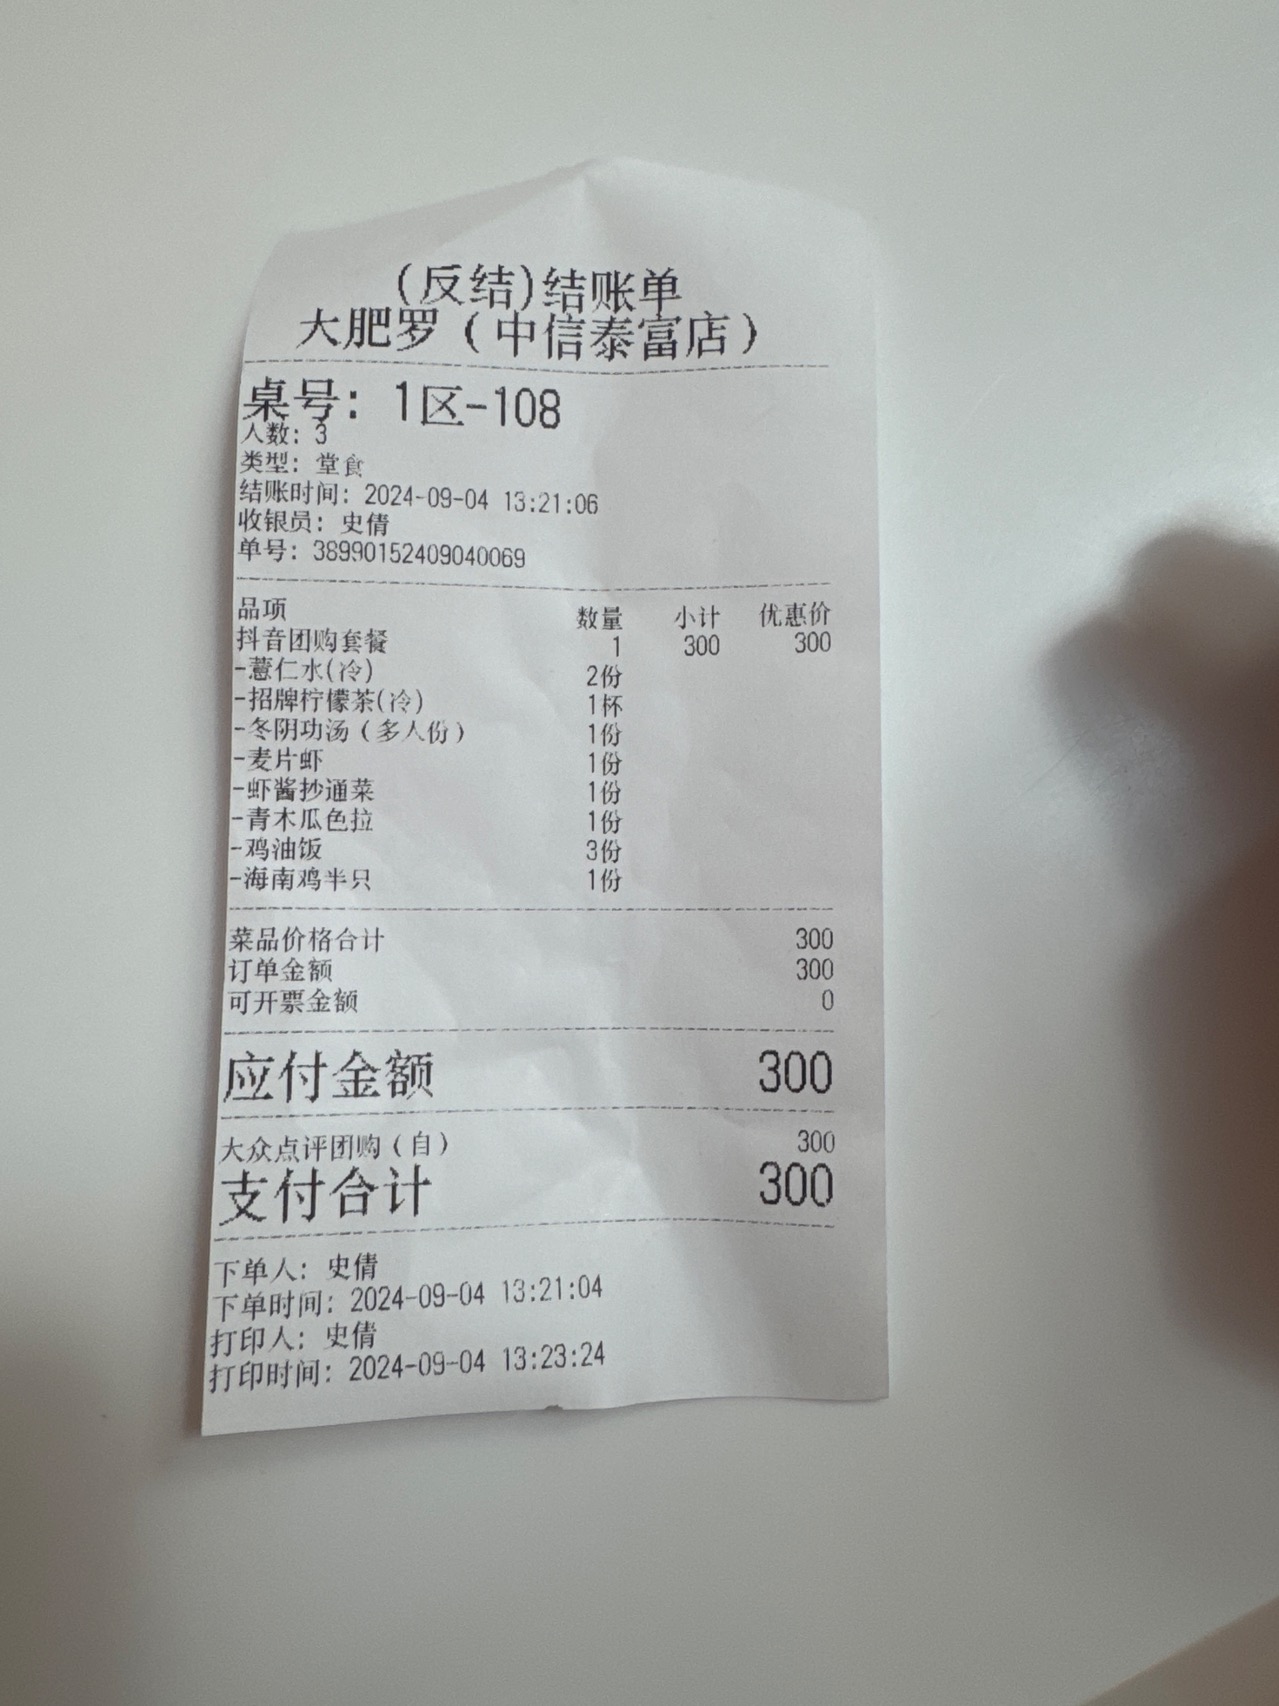 (反结)结账单
大肥罗（中信泰富店）
桌号: 1区-108
人数: 3
类型: 堂食
结账时间: 2024-09-04 13:21:06
收银员: 史倩
单号: 389901524090400​69
品项 数量 小计 优惠价
抖音团购套餐 1 300 300
-薏仁水(冷) 2份
-招牌柠檬茶(冷) 1杯
-冬阴功汤（多人份） 1份
-麦片虾 1份
-虾酱抄通菜 1份
-青木瓜色拉 1份
-鸡油饭 3份
-海南鸡半只 1份
菜品价格合计 300
订单金额 300
可开票金额 0
应付金额 300
大众点评团购（自） 300
支付合计 300
下单人: 史倩
下单时间: 2024-09-04 13:21:04
打印人: 史倩
打印时间: 2024-09-04 13:23:24